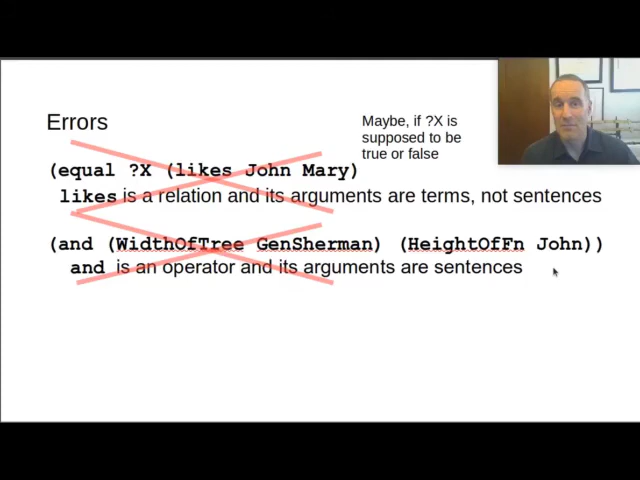 Errors
Maybe, if ?X is
supposed to be
true or false
(equal ?X (likes John Mary)
likes is a relation and its arguments are terms, not sentences
(and (WidthOfTree GenSherman) (HeightOfFn John))
and is an operator and its arguments are sentences